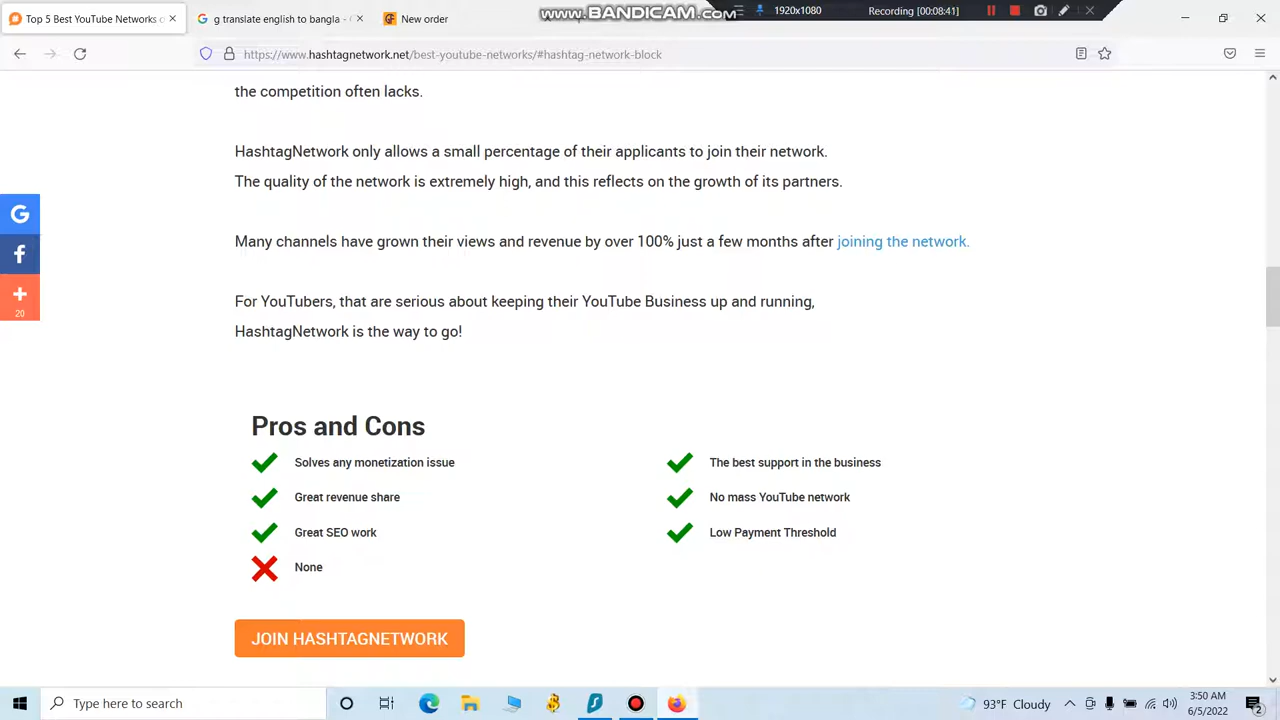 Top 5 Best YouTube Networks o
g translate english to bangla -
New order
www.BANDICAM.com
1920x1080
Recording [00:08:41]
https://www.hashtagnetwork.net/best-youtube-networks/#hashtag-network-block
the competition often lacks.
HashtagNetwork only allows a small percentage of their applicants to join their network.
The quality of the network is extremely high, and this reflects on the growth of its partners.
Many channels have grown their views and revenue by over 100% just a few months after joining the network.
For YouTubers, that are serious about keeping their YouTube Business up and running,
HashtagNetwork is the way to go!
20
Pros and Cons
Solves any monetization issue
The best support in the business
Great revenue share
No mass YouTube network
Great SEO work
Low Payment Threshold
None
JOIN HASHTAGNETWORK
Type here to search
93°F Cloudy
3:50 AM
6/5/2022
2